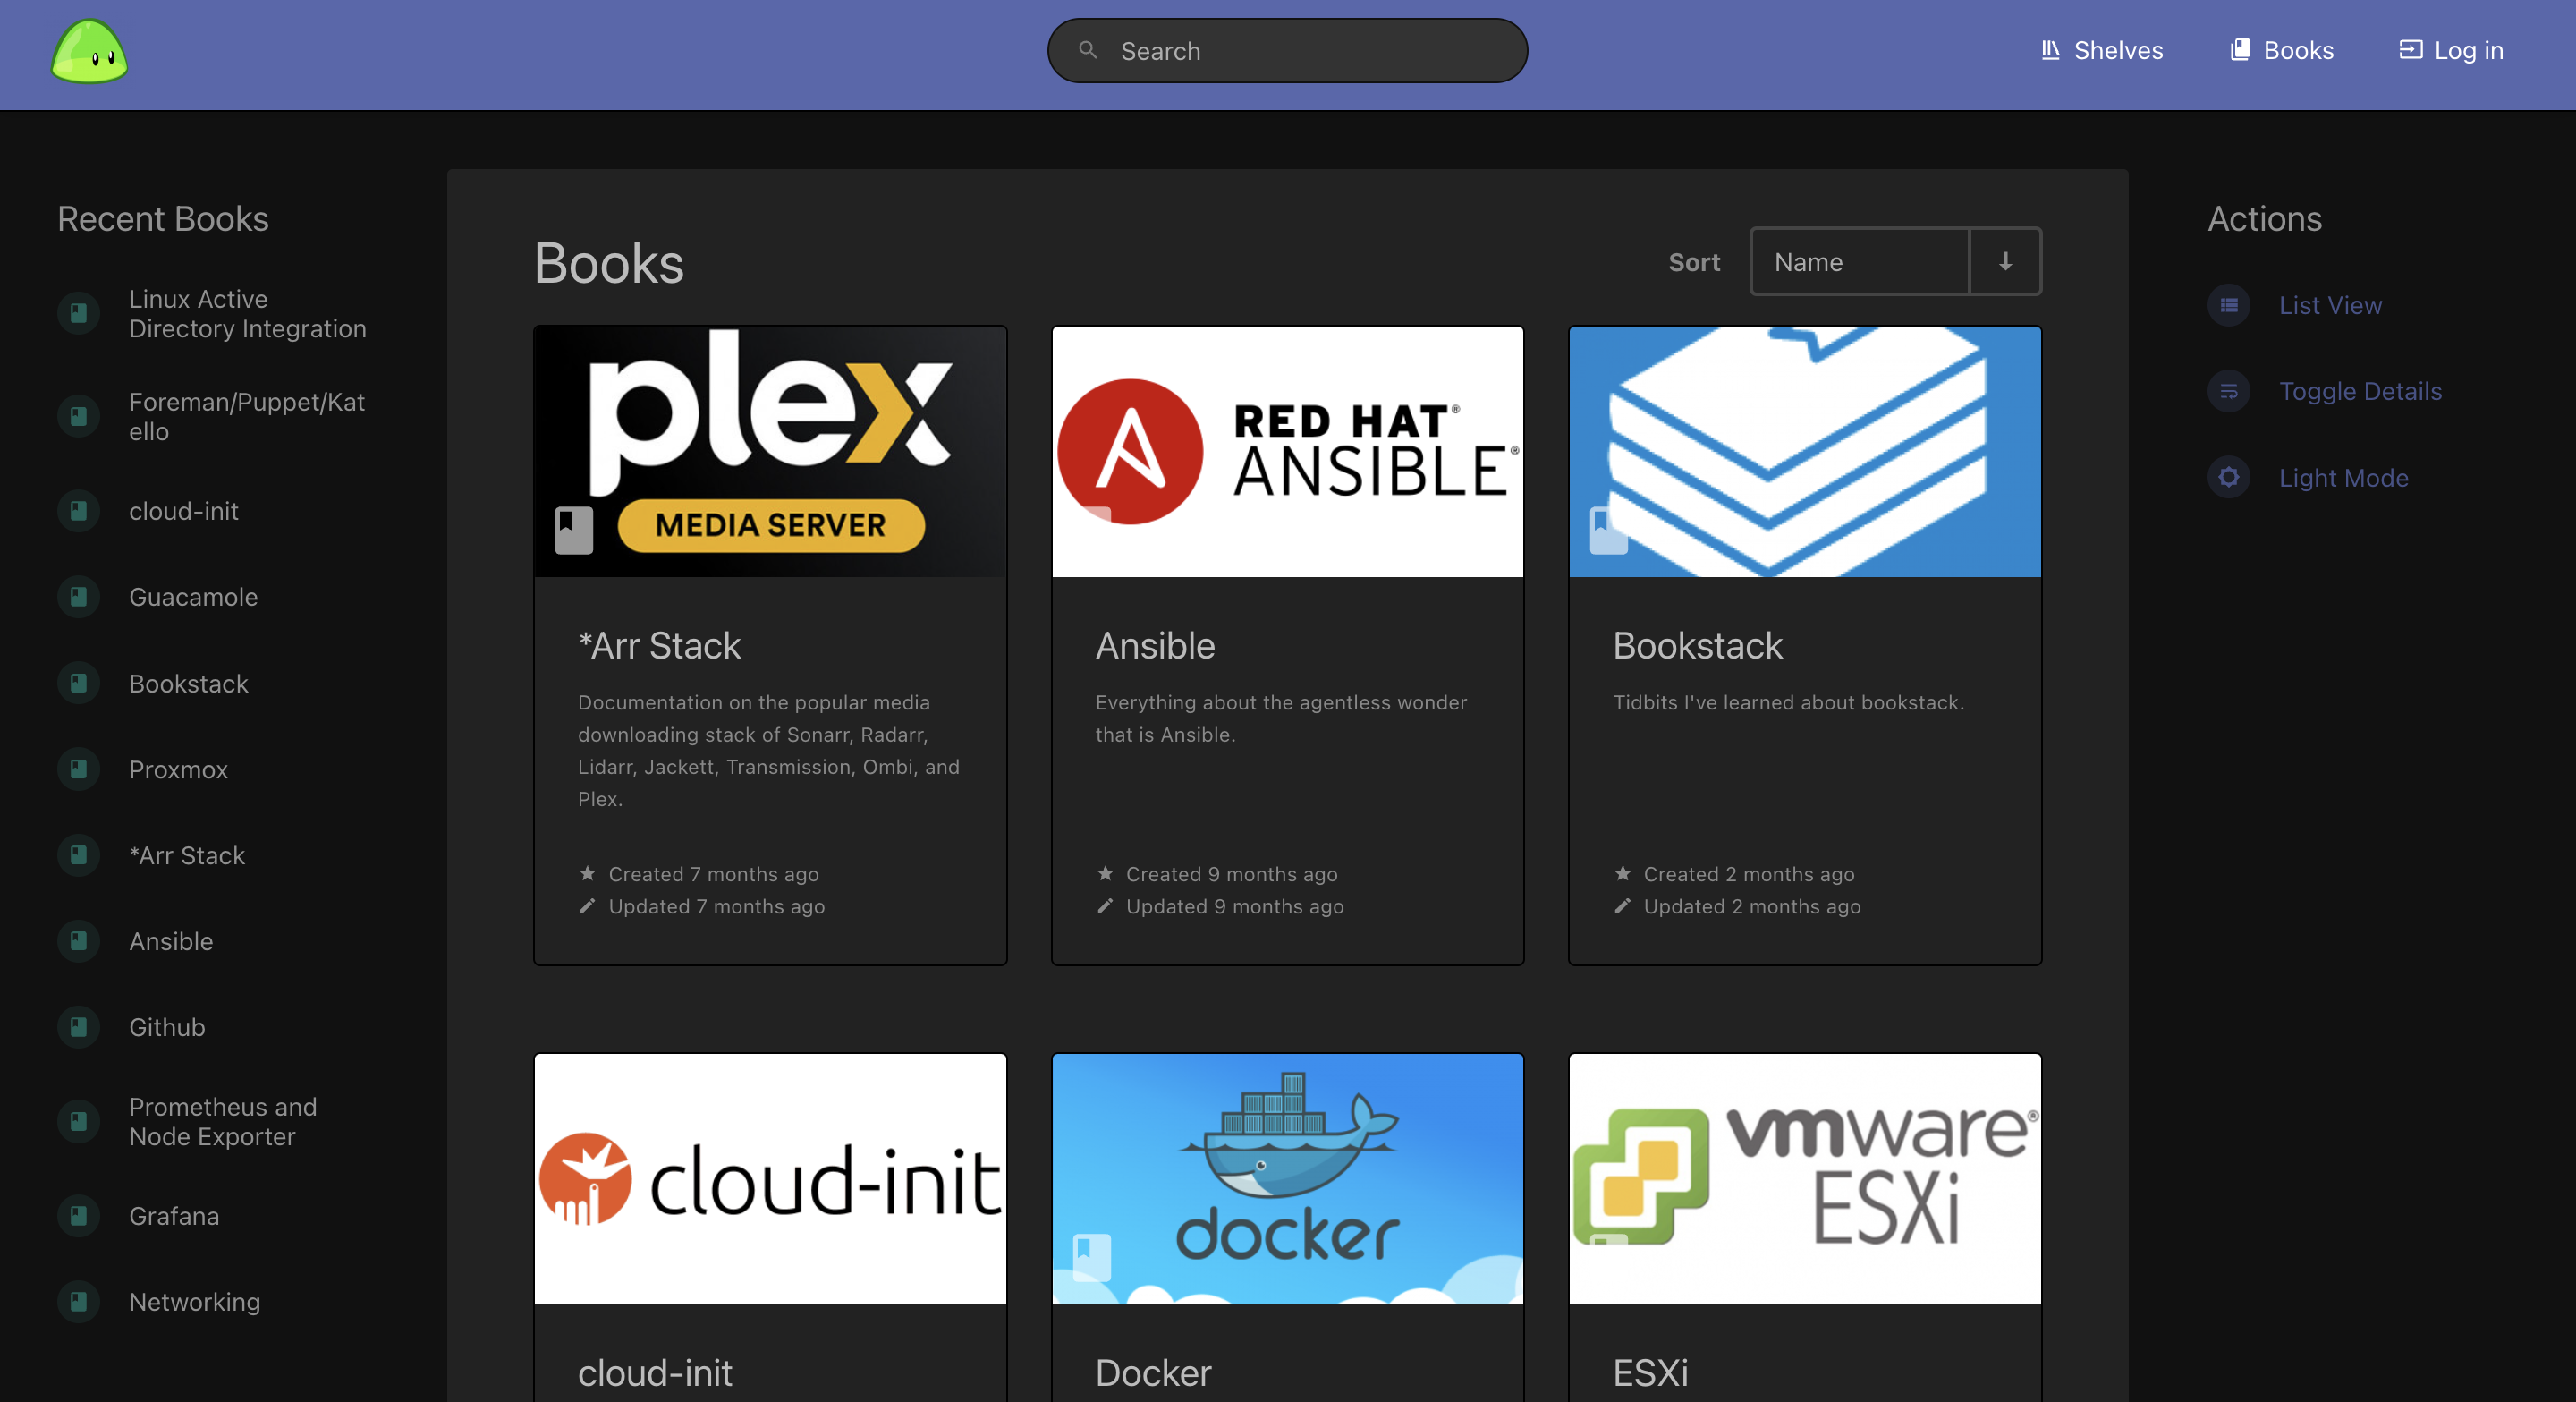 Search
Shelves
Books
Log in
Recent Books
Linux Active
Directory Integration
Foreman/Puppet/Kat
ello
cloud-init
Guacamole
Bookstack
Proxmox
*Arr Stack
Ansible
Github
Prometheus and
Node Exporter
Grafana
Networking
Books
Sort
Name
plex
MEDIA SERVER
*Arr Stack
Documentation on the popular media
downloading stack of Sonarr, Radarr,
Lidarr, Jackett, Transmission, Ombi, and
Plex.
Created 7 months ago
Updated 7 months ago
RED HAT®
ANSIBLE®
Ansible
Everything about the agentless wonder
that is Ansible.
Created 9 months ago
Updated 9 months ago
Bookstack
Tidbits I've learned about bookstack.
Created 2 months ago
Updated 2 months ago
cloud-init
cloud-init
docker
Docker
vmware®
ESXi
ESXi
Actions
List View
Toggle Details
Light Mode